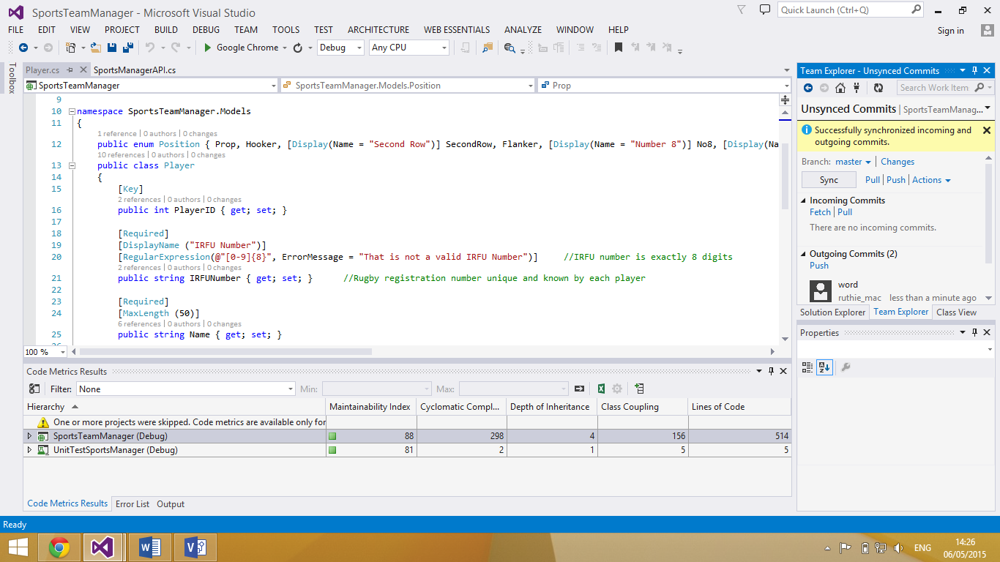 SportsTeamManager - Microsoft Visual Studio
Quick Launch (Ctrl+Q)
FILE EDIT VIEW PROJECT BUILD DEBUG TEAM TOOLS TEST ARCHITECTURE WEB ESSENTIALS ANALYZE WINDOW HELP
Sign in
Google Chrome Debug Any CPU
Toolbox
Player.cs SportsManagerAPI.cs
SportsTeamManager SportsTeamManager.Models.Position Prop
9
10 namespace SportsTeamManager.Models
11 {
1 reference | 0 authors | 0 changes
12 public enum Position { Prop, Hooker, [Display(Name = "Second Row")] SecondRow, Flanker, [Display(Name = "Number 8")] No8, [Display(Na
10 references | 0 authors | 0 changes
13 public class Player
14 {
15 [Key]
2 references | 0 authors | 0 changes
16 public int PlayerID { get; set; }
17
18 [Required]
19 [DisplayName ("IRFU Number")]
20 [RegularExpression(@"[0-9]{8}", ErrorMessage = "That is not a valid IRFU Number")] //IRFU number is exactly 8 digits
2 references | 0 authors | 0 changes
21 public string IRFUNumber { get; set; } //Rugby registration number unique and known by each player
22
23 [Required]
24 [MaxLength (50)]
6 references | 0 authors | 0 changes
25 public string Name { get; set; }
100 %
Code Metrics Results
Filter: None Min: Max:
Hierarchy Maintainability Index Cyclomatic Compl... Depth of Inheritance Class Coupling Lines of Code
One or more projects were skipped. Code metrics are available only for
SportsTeamManager (Debug) 88 298 4 156 514
UnitTestSportsManager (Debug) 81 2 1 5 5
Code Metrics Results Error List Output
Team Explorer - Unsynced Commits
Search Work Item
Unsynced Commits | SportsTeamManag...
Successfully synchronized incoming and
outgoing commits.
Branch: master | Changes
Sync Pull | Push | Actions
Incoming Commits
Fetch | Pull
There are no incoming commits.
Outgoing Commits (2)
Push
word
ruthie_mac less than a minute ago
Solution Explorer Team Explorer Class View
Properties
Ready
ENG
14:26
06/05/2015